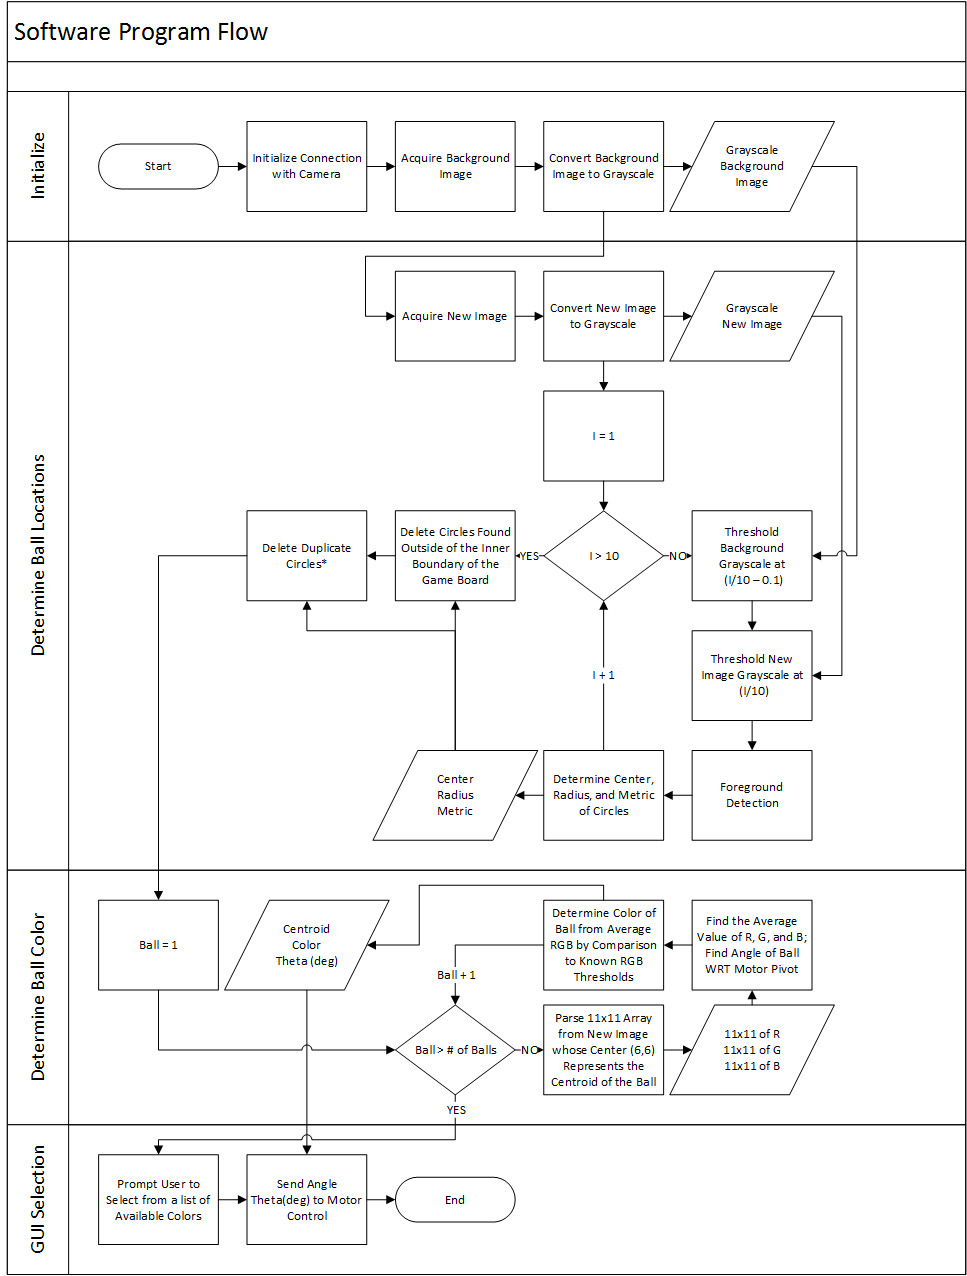 Software Program Flow
Initialize
Start
Initialize Connection
with Camera
Acquire Background
Image
Convert Background
Image to Grayscale
Grayscale
Background
Image
Determine Ball Locations
Acquire New Image
Convert New Image
to Grayscale
Grayscale
New Image
I = 1
Delete Duplicate
Circles*
Delete Circles Found
Outside of the Inner
Boundary of the
Game Board
YES
I > 10
NO
Threshold
Background
Grayscale at
(I/10 – 0.1)
I + 1
Threshold New
Image Grayscale at
(I/10)
Center
Radius
Metric
Determine Center,
Radius, and Metric
of Circles
Foreground
Detection
Determine Ball Color
Ball = 1
Centroid
Color
Theta (deg)
Determine Color of
Ball from Average
RGB by Comparison
to Known RGB
Thresholds
Find the Average
Value of R, G, and B;
Find Angle of Ball
WRT Motor Pivot
Ball + 1
Ball > # of Balls
NO
Parse 11x11 Array
from New Image
whose Center (6,6)
Represents the
Centroid of the Ball
11x11 of R
11x11 of G
11x11 of B
YES
GUI Selection
Prompt User to
Select from a list of
Available Colors
Send Angle
Theta(deg) to Motor
Control
End